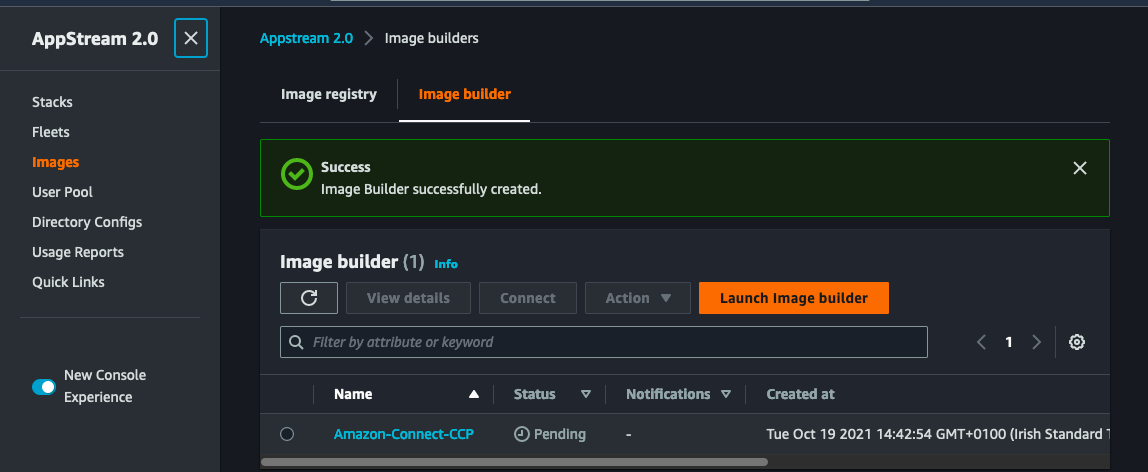 AppStream 2.0
Appstream 2.0 > Image builders
Stacks
Fleets
Images
User Pool
Directory Configs
Usage Reports
Quick Links
New Console
Experience
Image registry
Image builder
Success
Image Builder successfully created.
Image builder (1) Info
View details
Connect
Action
Launch Image builder
Filter by attribute or keyword
1
Name
Status
Notifications
Created at
Amazon-Connect-CCP
Pending
-
Tue Oct 19 2021 14:42:54 GMT+0100 (Irish Standard